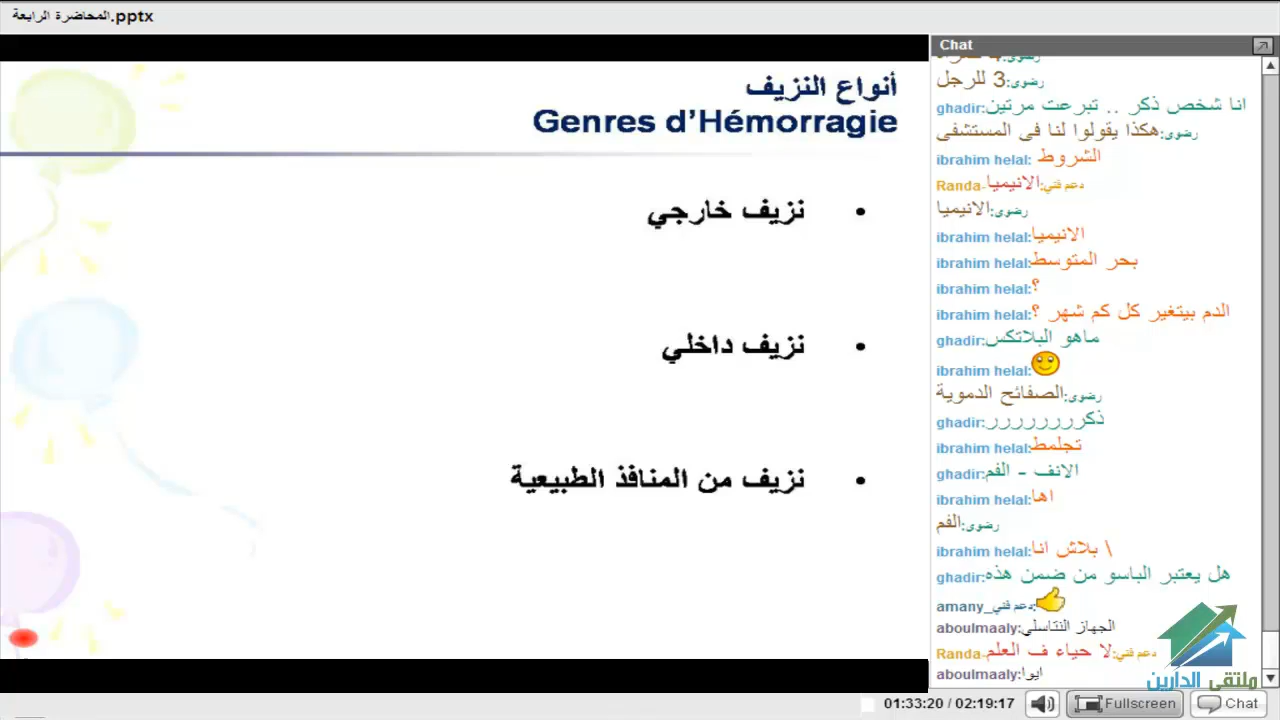 المحاضرة الرابعة.pptx
أنواع النزيف
Genres d’Hémorragie
• نزيف خارجي
• نزيف داخلي
• نزيف من المنافذ الطبيعية
Chat
رضوى:3 للرجل
ghadir:انا شخص ذكر .. تبرعت مرتين
رضوى:هكذا يقولوا لنا فى المستشفى
ibrahim helal:الشروط
Randa-دعم فني:الانيميا
رضوى:الانيميا
ibrahim helal:الانيميا
ibrahim helal:بحر المتوسط
ibrahim helal:؟
ibrahim helal:الدم بيتغير كل كم شهر ؟
ghadir:ماهو البلاتكس
ibrahim helal:
رضوى:الصفائح الدموية
ghadir:ذكرررررررر
ibrahim helal:تجلمط
ghadir:الانف - الفم
ibrahim helal:اها
رضوى:الفم
ibrahim helal:\ بلاش انا
ghadir:هل يعتبر الباسو من ضمن هذه
amany_دعم فني:
aboulmaaly:الجهاز التناسلي
Randa-دعم فني:لا حياء ف العلم
aboulmaaly:ايوا
ملتقى الدارين
01:33:20 / 02:19:17
Fullscreen
Chat